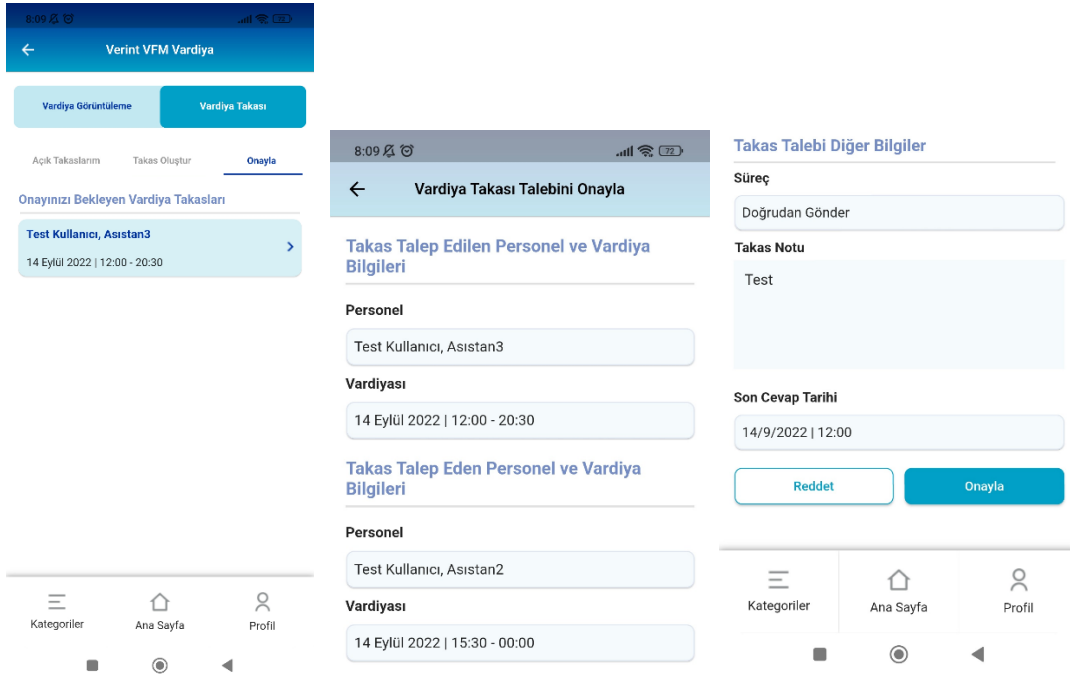 8:09
23
Verint VFM Vardiya
Vardiya Görüntüleme
Vardiya Takası
Açık Takaslarım
Takas Oluştur
Onayla
Onayınızı Bekleyen Vardiya Takasları
Test Kullanıcı, Asıstan3
14 Eylül 2022 | 12:00 - 20:30
Kategoriler
Ana Sayfa
Profil
8:09
72
Vardiya Takası Talebini Onayla
Takas Talep Edilen Personel ve Vardiya
Bilgileri
Personel
Test Kullanıcı, Asıstan3
Vardiyası
14 Eylül 2022 | 12:00 - 20:30
Takas Talep Eden Personel ve Vardiya
Bilgileri
Personel
Test Kullanıcı, Asıstan2
Vardiyası
14 Eylül 2022 | 15:30 - 00:00
Takas Talebi Diğer Bilgiler
Süreç
Doğrudan Gönder
Takas Notu
Test
Son Cevap Tarihi
14/9/2022 | 12:00
Reddet
Onayla
Kategoriler
Ana Sayfa
Profil